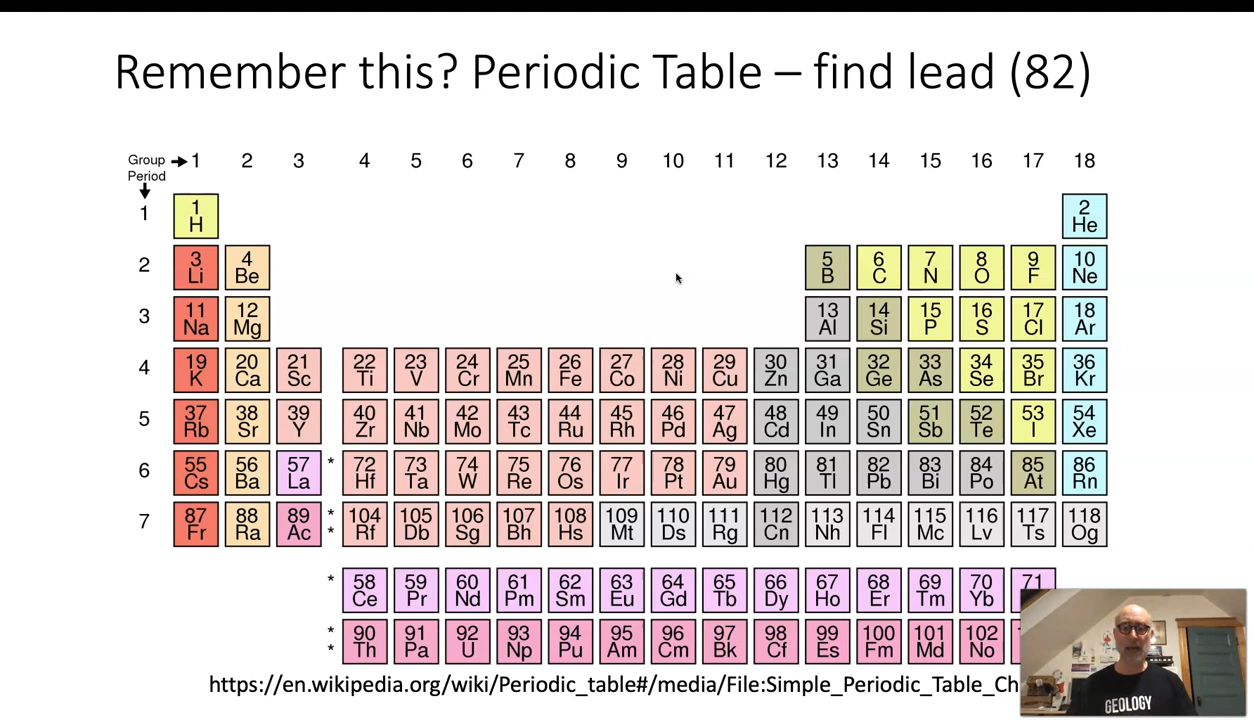 Remember this? Periodic Table – find lead (82)
Group 1 2 3 4 5 6 7 8 9 10 11 12 13 14 15 16 17 18
Period
1
1 2
H He
2
3 4 5 6 7 8 9 10
Li Be B C N O F Ne
3
11 12 13 14 15 16 17 18
Na Mg Al Si P S Cl Ar
4
19 20 21 22 23 24 25 26 27 28 29 30 31 32 33 34 35 36
K Ca Sc Ti V Cr Mn Fe Co Ni Cu Zn Ga Ge As Se Br Kr
5
37 38 39 40 41 42 43 44 45 46 47 48 49 50 51 52 53 54
Rb Sr Y Zr Nb Mo Tc Ru Rh Pd Ag Cd In Sn Sb Te I Xe
6
55 56 57 * 72 73 74 75 76 77 78 79 80 81 82 83 84 85 86
Cs Ba La Hf Ta W Re Os Ir Pt Au Hg Tl Pb Bi Po At Rn
7
87 88 89 * 104 105 106 107 108 109 110 111 112 113 114 115 116 117 118
Fr Ra Ac * Rf Db Sg Bh Hs Mt Ds Rg Cn Nh Fl Mc Lv Ts Og
* 58 59 60 61 62 63 64 65 66 67 68 69 70 71
Ce Pr Nd Pm Sm Eu Gd Tb Dy Ho Er Tm Yb
* 90 91 92 93 94 95 96 97 98 99 100 101 102
* Th Pa U Np Pu Am Cm Bk Cf Es Fm Md No
https://en.wikipedia.org/wiki/Periodic_table#/media/File:Simple_Periodic_Table_Ch
GEOLOGY